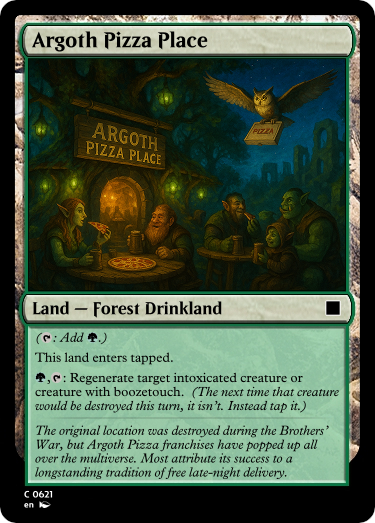 Argoth Pizza Place
ARGOTH
PIZZA PLACE
PIZZA
Land — Forest Drinkland
(: Add .)
This land enters tapped.
,: Regenerate target intoxicated creature or
creature with boozetouch. (The next time that creature
would be destroyed this turn, it isn't. Instead tap it.)
The original location was destroyed during the Brothers'
War, but Argoth Pizza franchises have popped up all
over the multiverse. Most attribute its success to a
longstanding tradition of free late-night delivery.
C 0621
en